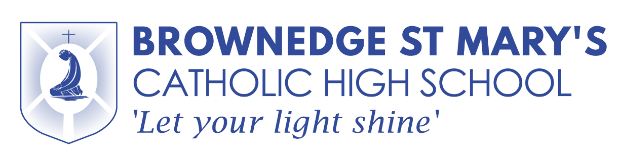 BROWNEDGE ST MARY'S
CATHOLIC HIGH SCHOOL
'Let your light shine'